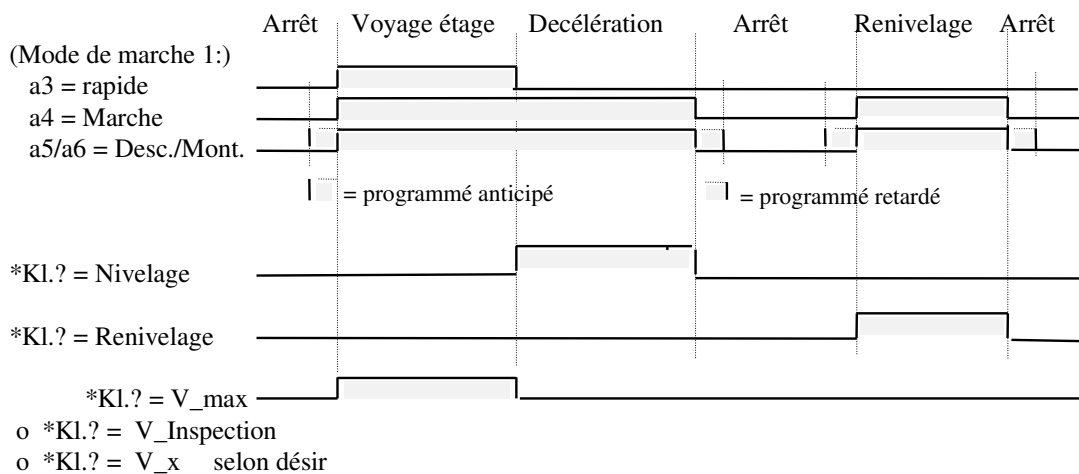 Arrêt Voyage étage Decélération Arrêt Renivelage Arrêt
(Mode de marche 1:)
a3 = rapide
a4 = Marche
a5/a6 = Desc./Mont.
= programmé anticipé = programmé retardé
*Kl.? = Nivelage
*Kl.? = Renivelage
*Kl.? = V_max
o *Kl.? = V_Inspection
o *Kl.? = V_x selon désir